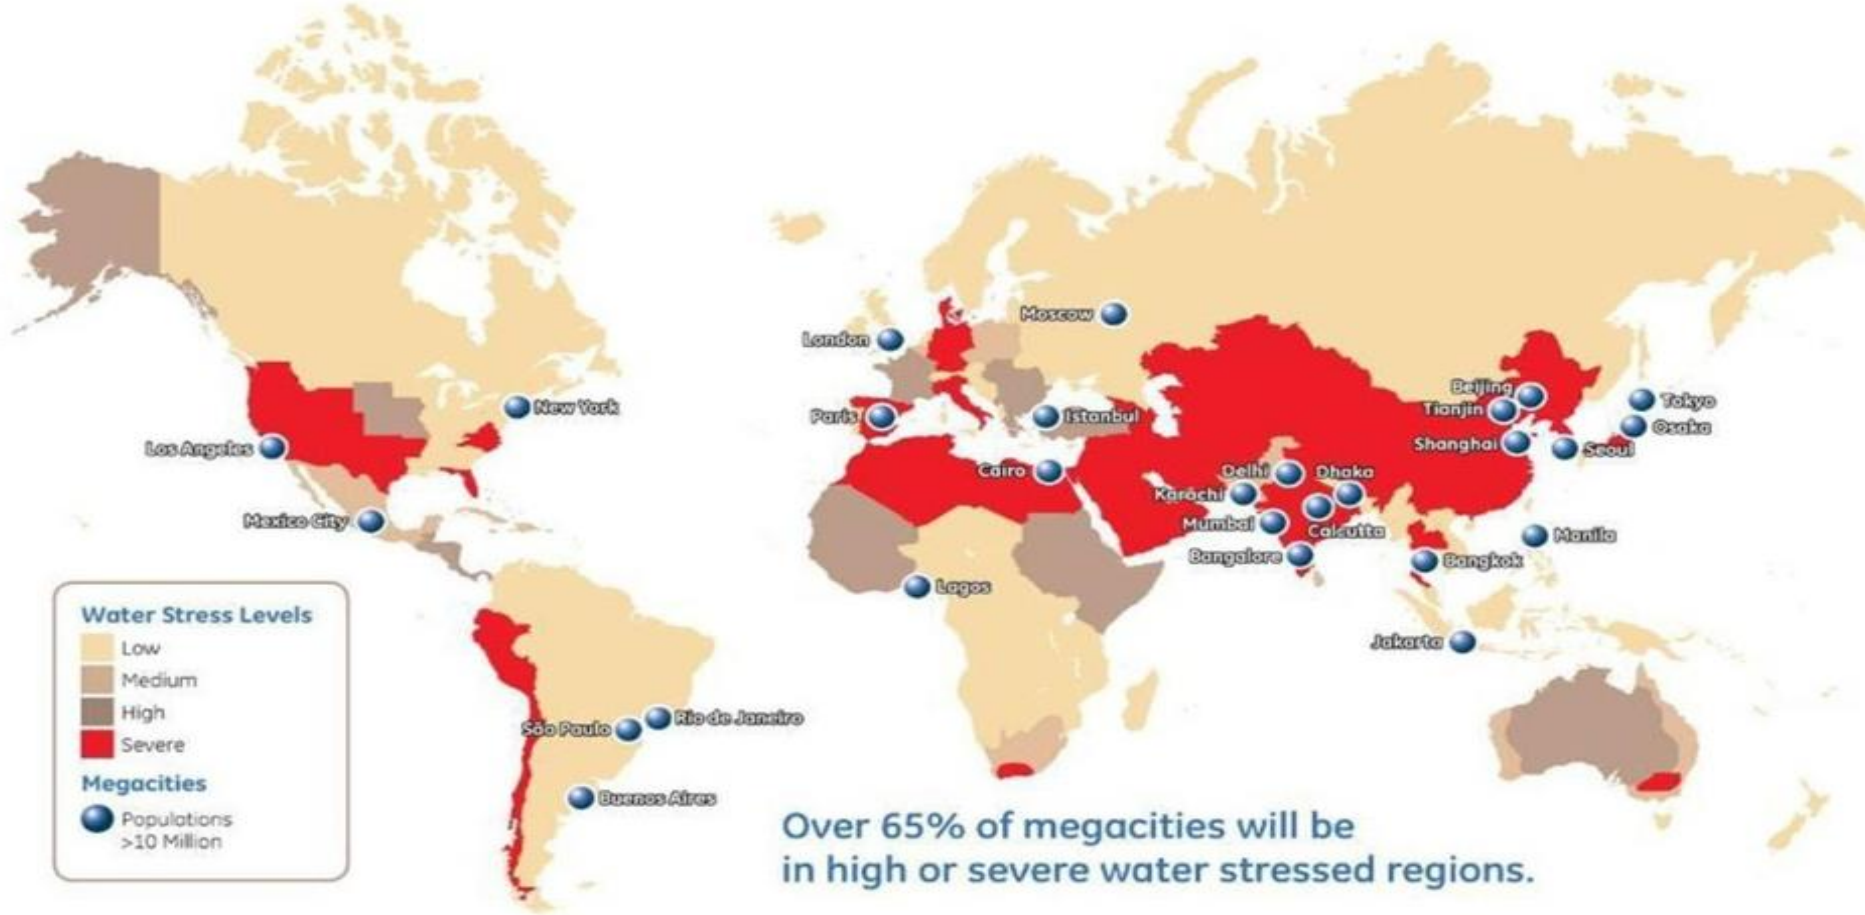 Moscow
London
New York
Paris
Istanbul
Beijing
Tianjin
Tokyo
Osaka
Los Angeles
Shanghai
Seoul
Cairo
Delhi
Dhaka
Karachi
Mexico City
Mumbai
Calcutta
Manila
Bangalore
Bangkok
Lagos
Jakarta
São Paulo
Rio de Janeiro
Buenos Aires
Water Stress Levels
Low
Medium
High
Severe
Megacities
Populations
>10 Million
Over 65% of megacities will be
in high or severe water stressed regions.